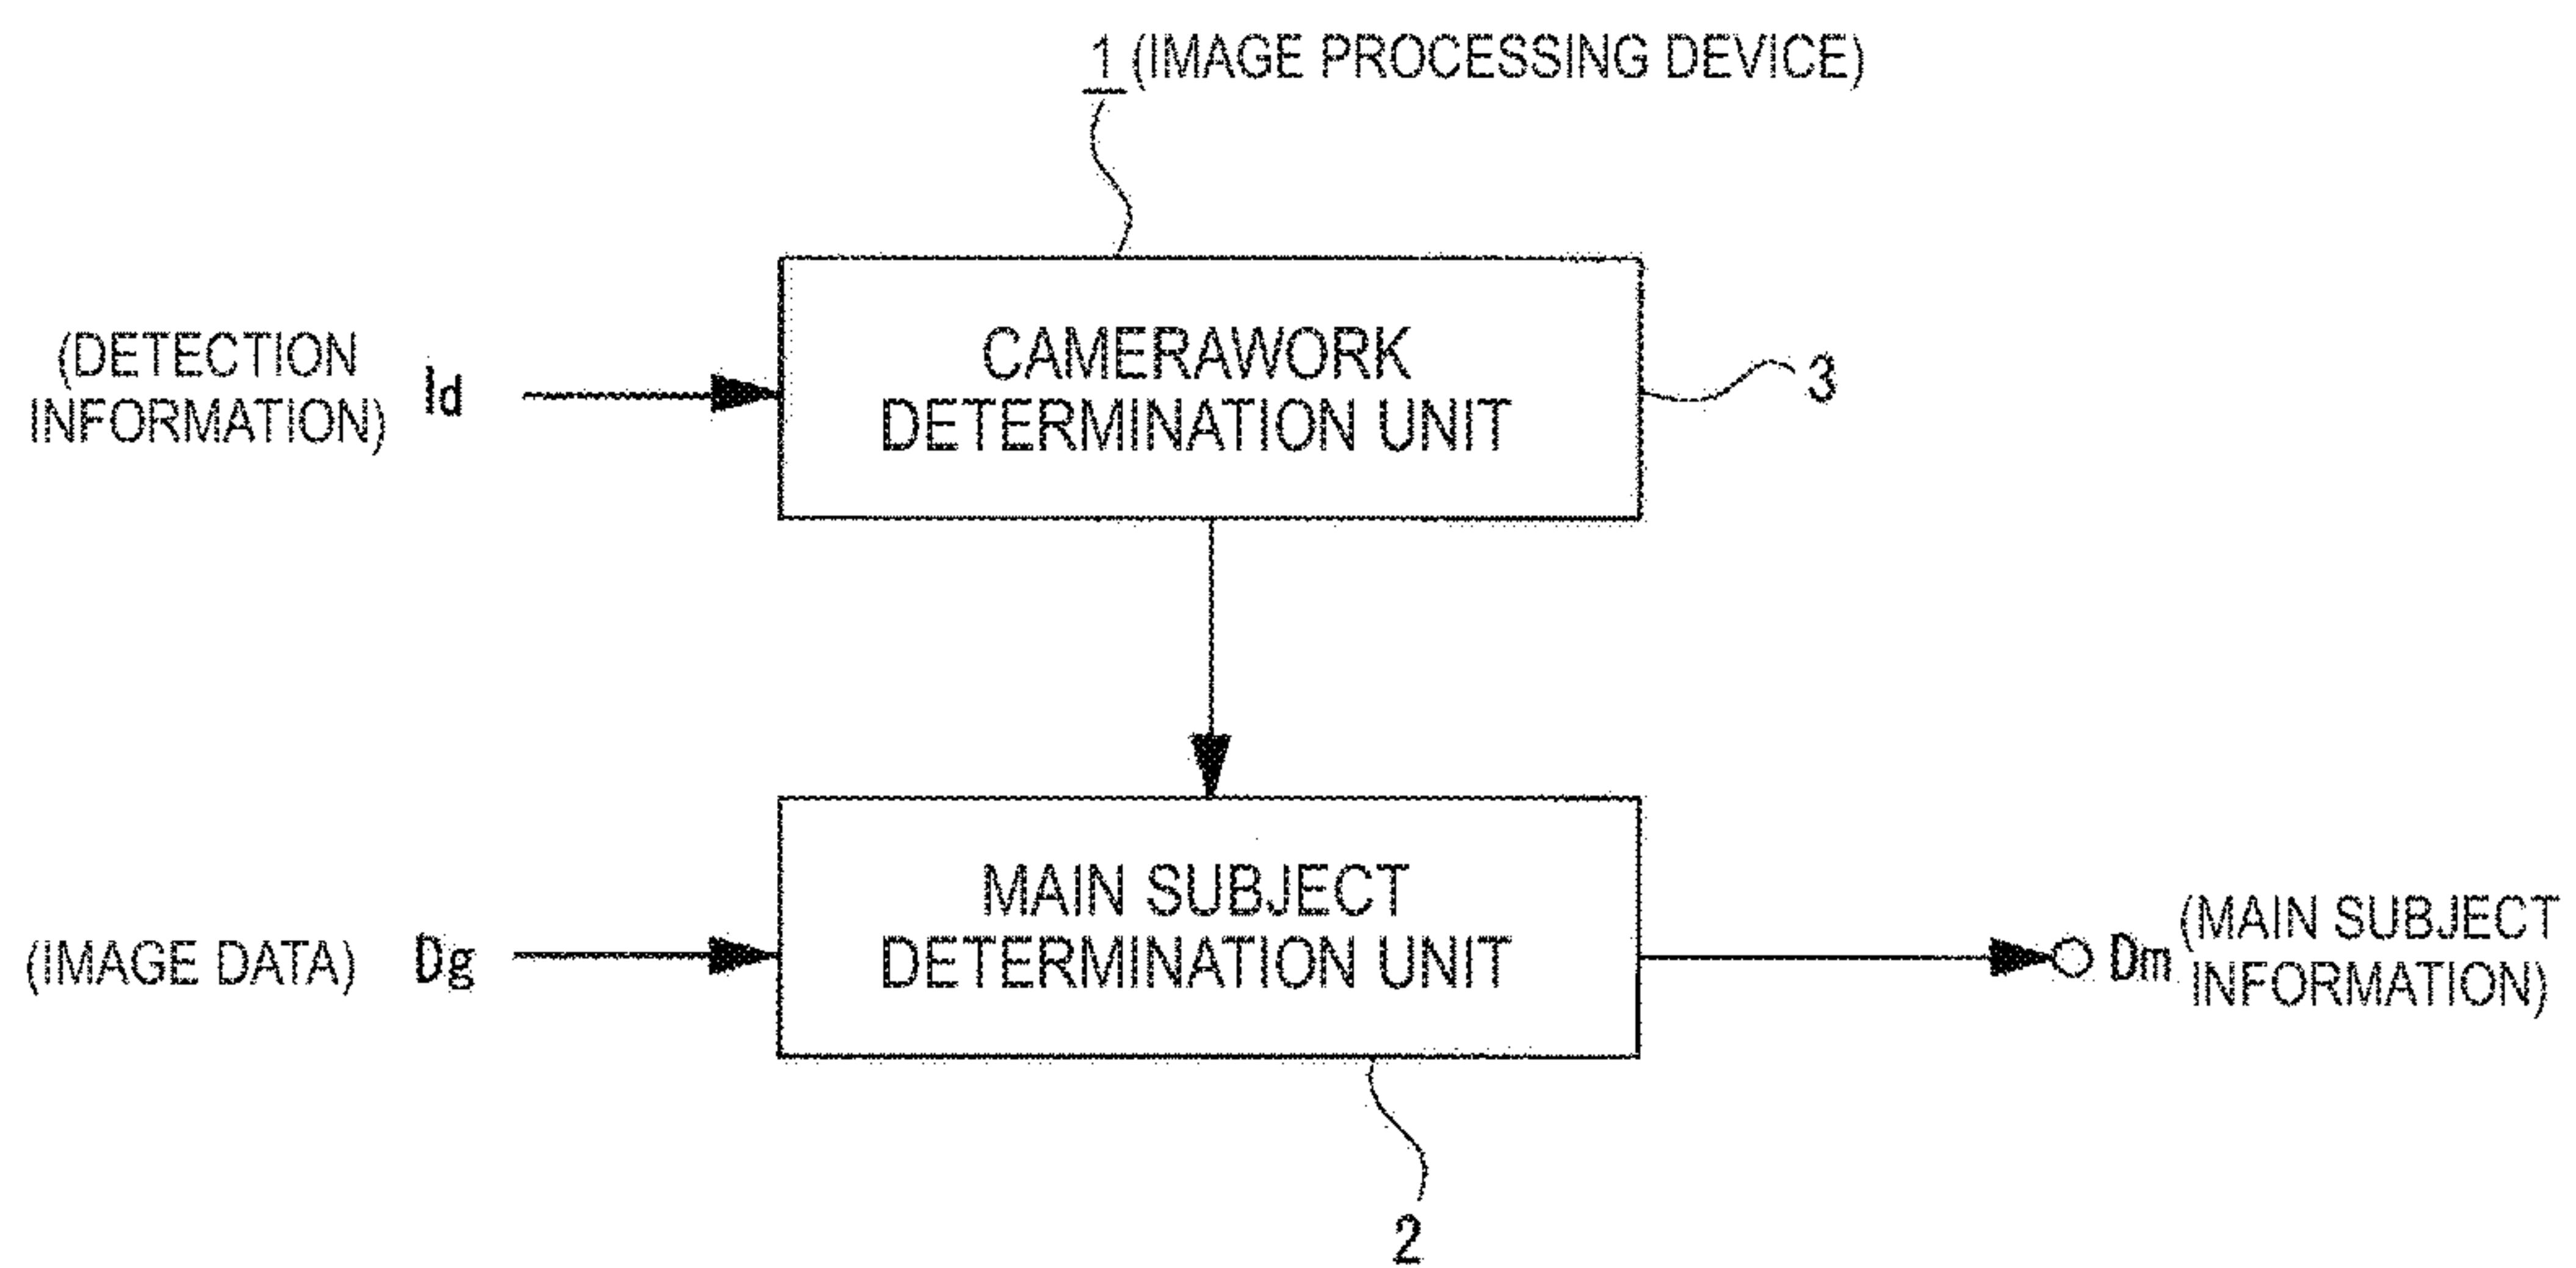 1 (IMAGE PROCESSING DEVICE)
(DETECTION
INFORMATION) Id
CAMERAWORK
DETERMINATION UNIT
3
(IMAGE DATA) Dg
MAIN SUBJECT
DETERMINATION UNIT
Dm (MAIN SUBJECT
INFORMATION)
2